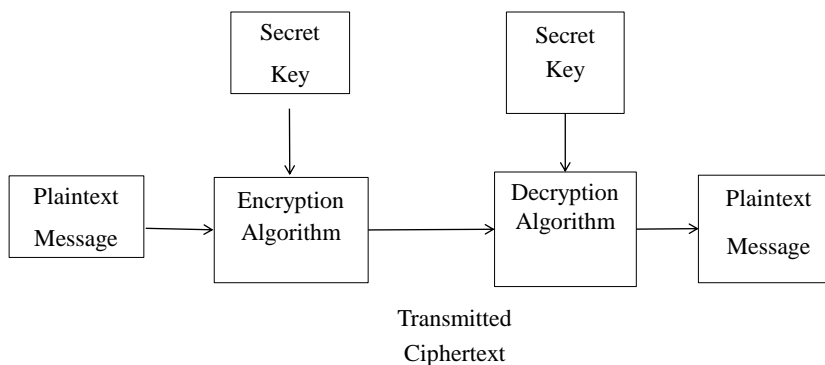 Secret
Key
Secret
Key
Plaintext
Message
Encryption
Algorithm
Decryption
Algorithm
Plaintext
Message
Transmitted
Ciphertext